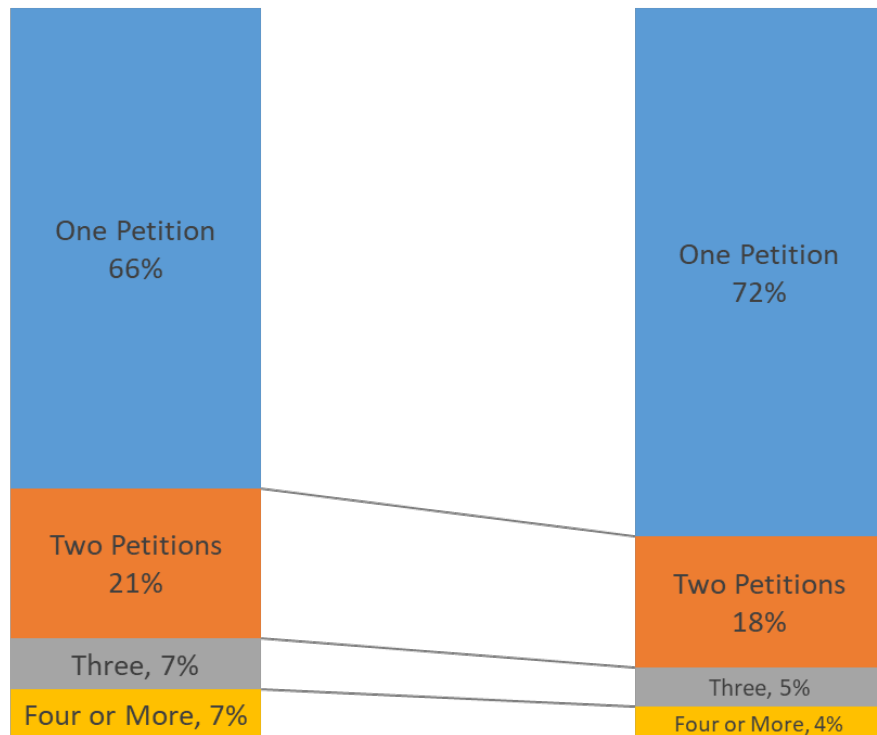 One Petition
66%
Two Petitions
21%
Three, 7%
Four or More, 7%
One Petition
72%
Two Petitions
18%
Three, 5%
Four or More, 4%